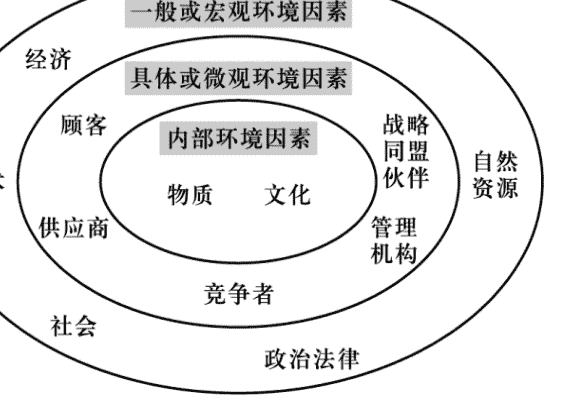 一般或宏观环境因素
经济
具体或微观环境因素
顾客
战略
同盟
伙伴
内部环境因素
物质
文化
自然
资源
供应商
管理
机构
竞争者
社会
政治法律